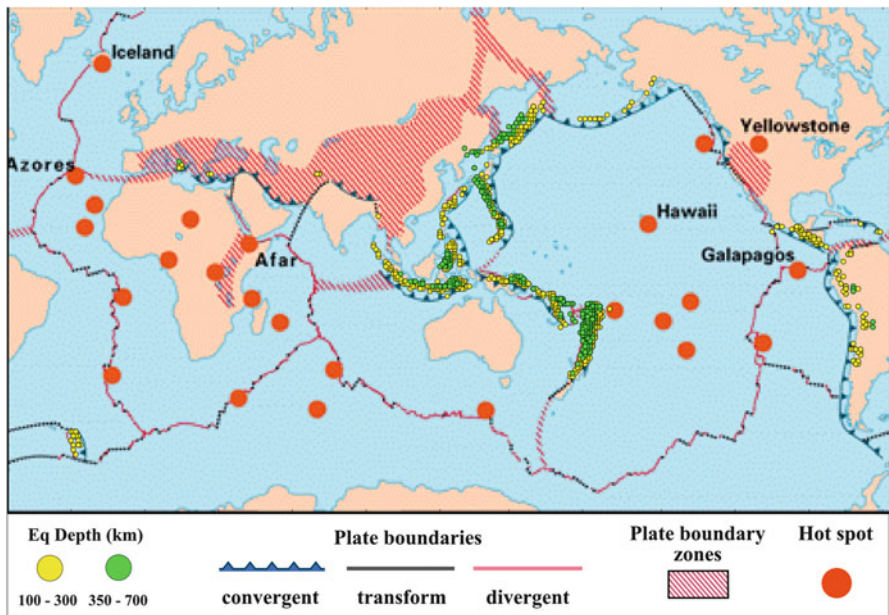 Iceland
Azores
Yellowstone
Hawaii
Afar
Galapagos
Eq Depth (km)
100 - 300
350 - 700
Plate boundaries
convergent
transform
divergent
Plate boundary
zones
Hot spot